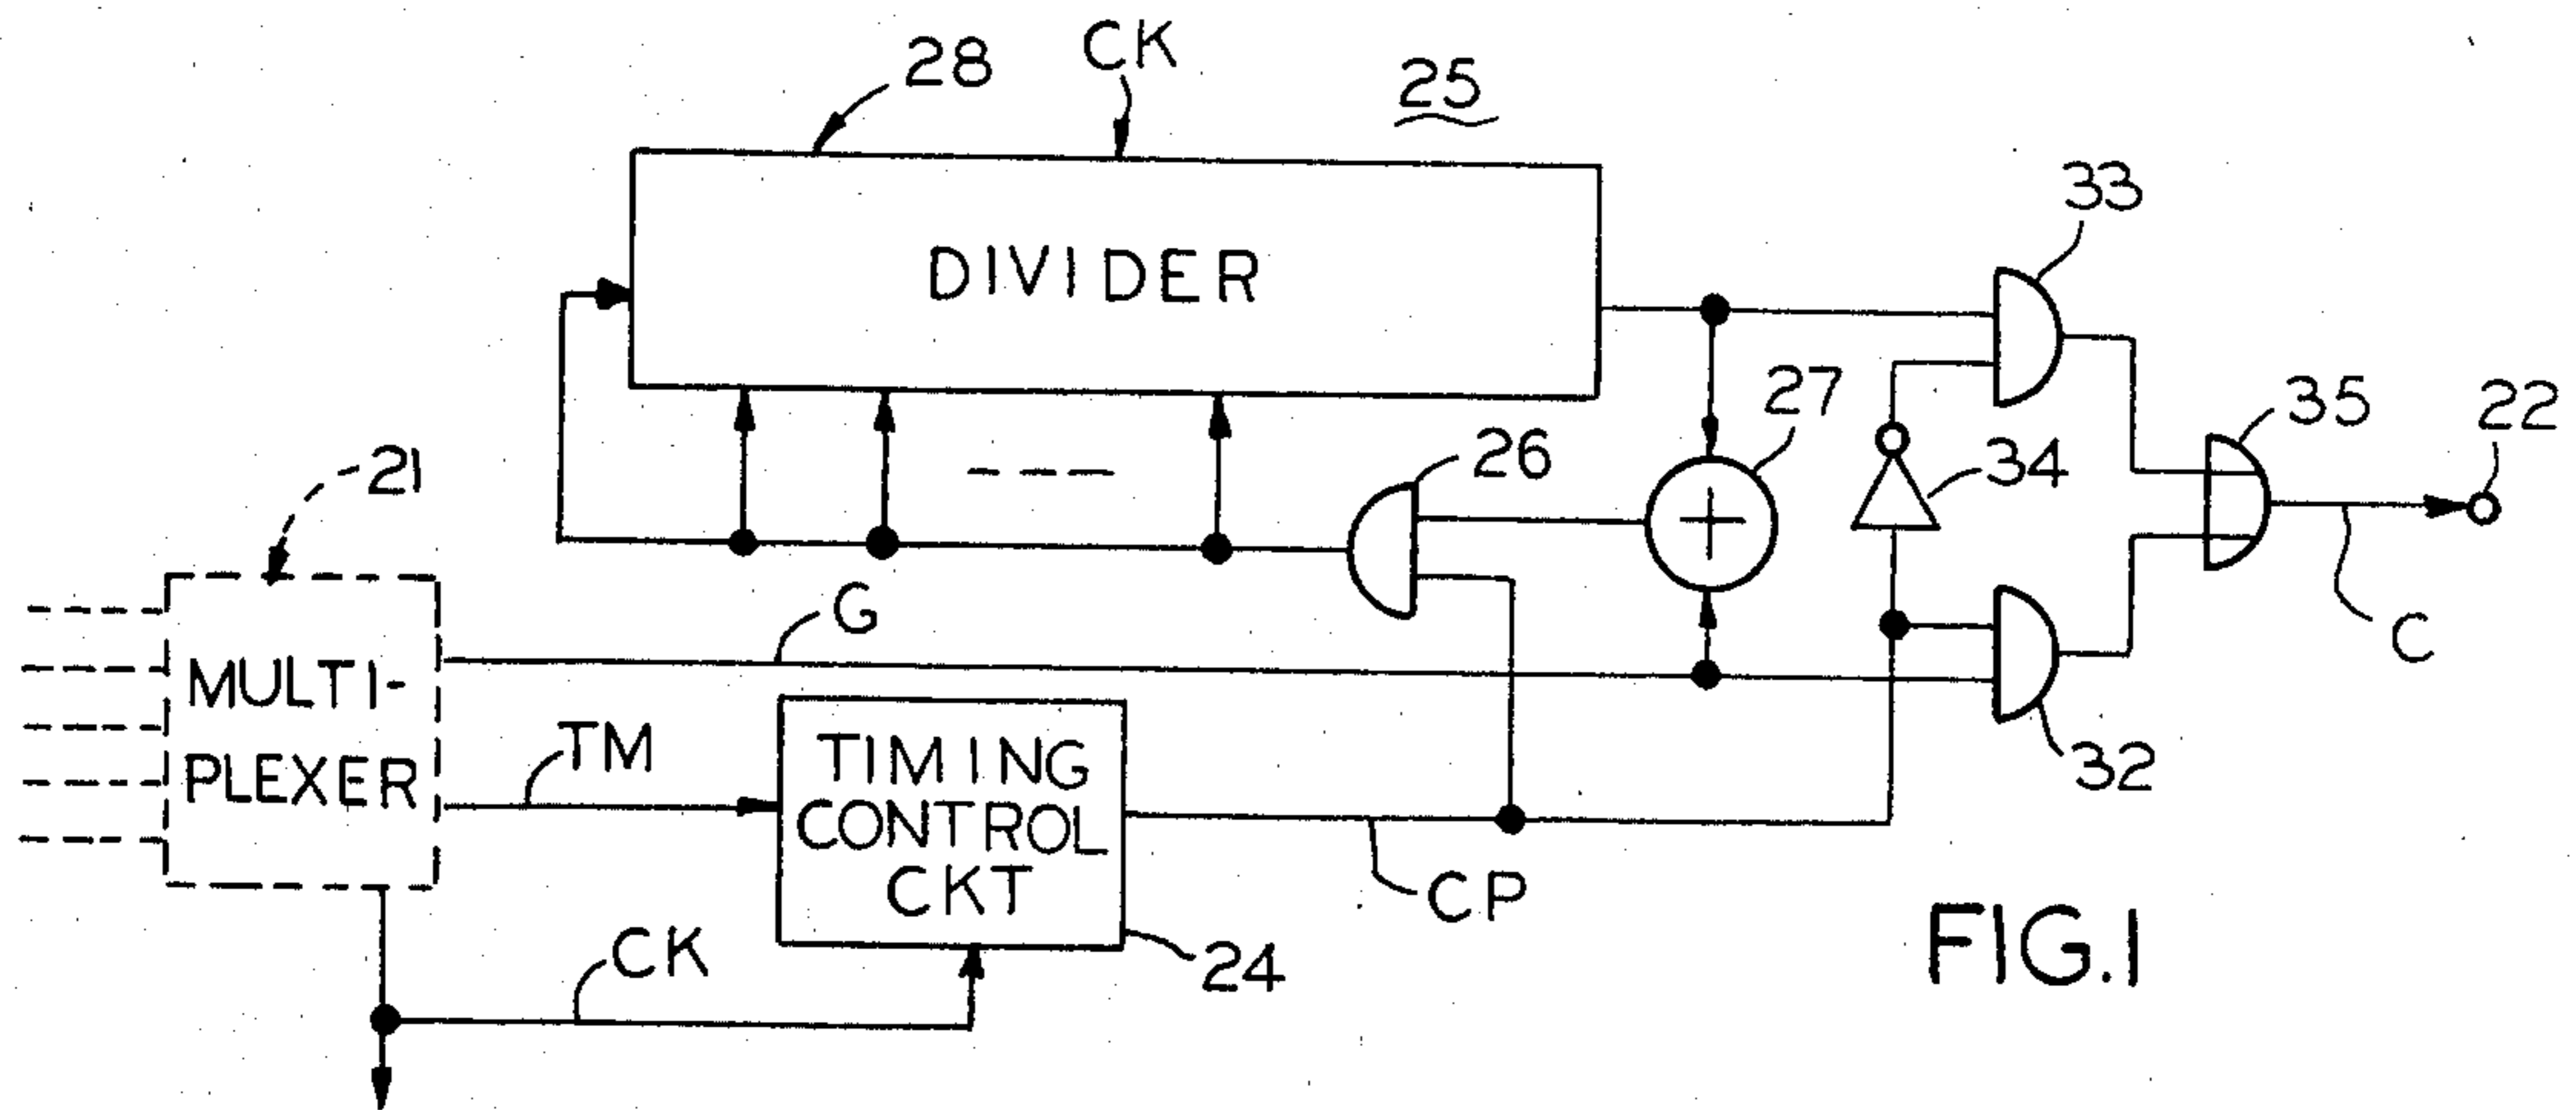 28
CK
25
33
DIVIDER
27
35
22
26
34
21
G
C
MULTI-
PLEXER
TM
TIMING
CONTROL
CKT
32
CP
CK
24
FIG.1